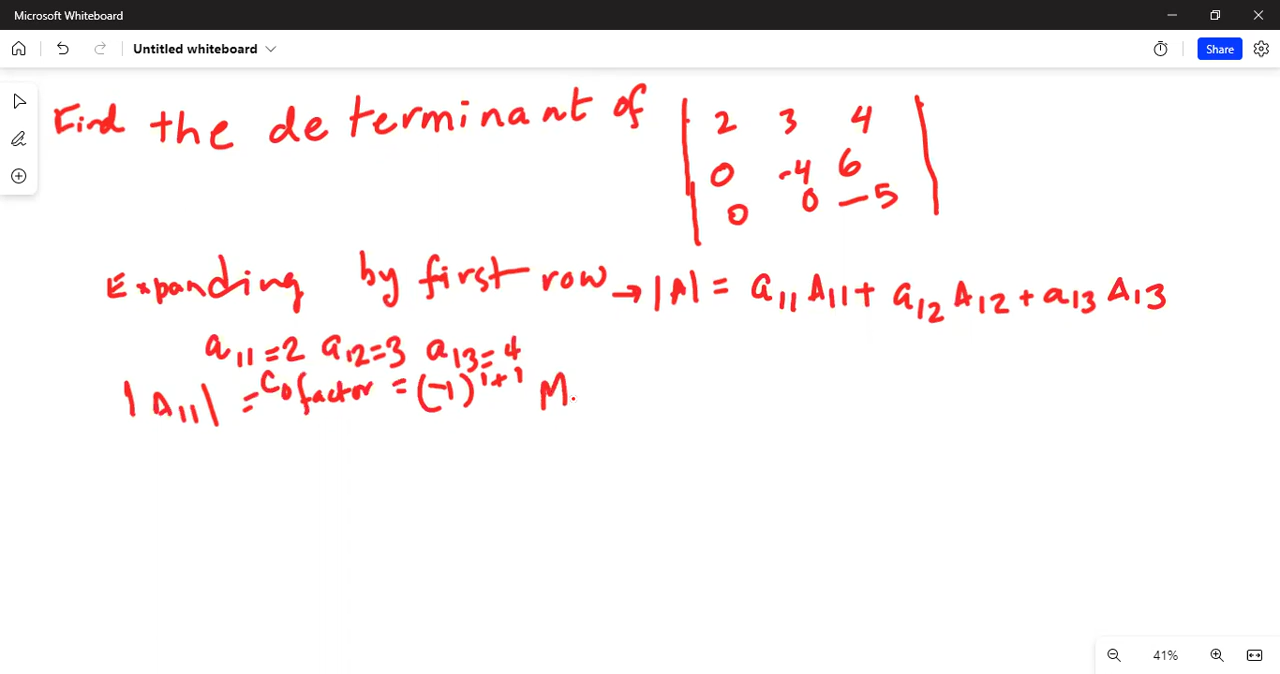 Microsoft Whiteboard
Untitled whiteboard
Share
Find the determinant of | 2 3 4 |
0 -4 6
0 0 -5
Expanding by first row → |A| = a11 A11 + a12 A12 + a13 A13
a11 = 2 a12 = 3 a13 = 4
|A11| = Cofactor = (-1)^1+1 M
41%